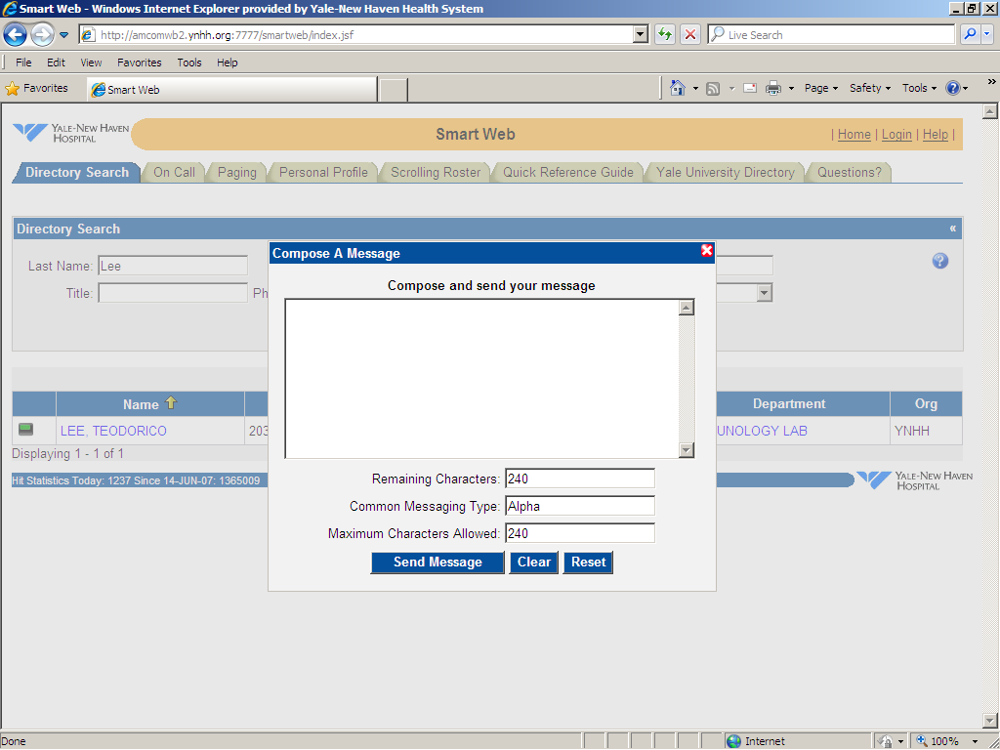 Smart Web - Windows Internet Explorer provided by Yale-New Haven Health System
http://amcomwb2.ynhh.org:7777/smartweb/index.jsf
Live Search
File Edit View Favorites Tools Help
Favorites Smart Web Page Safety Tools
YALE-NEW HAVEN HOSPITAL
Smart Web
| Home | Login | Help |
Directory Search On Call Paging Personal Profile Scrolling Roster Quick Reference Guide Yale University Directory Questions?
Directory Search «
Last Name: Lee
Title: Ph
Compose A Message
Compose and send your message
Remaining Characters: 240
Common Messaging Type: Alpha
Maximum Characters Allowed: 240
Send Message Clear Reset
Name Department Org
LEE, TEODORICO 203 UNOLOGY LAB YNHH
Displaying 1 - 1 of 1
Hit Statistics Today: 1237 Since 14-JUN-07: 1365009
YALE-NEW HAVEN HOSPITAL
Done Internet 100%